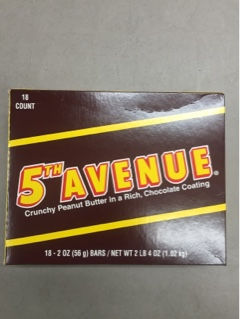 18
COUNT
5TH AVENUE®
Crunchy Peanut Butter in a Rich, Chocolate Coating
18 - 2 OZ (56 g) BARS / NET WT 2 LB 4 OZ (1.02 kg)